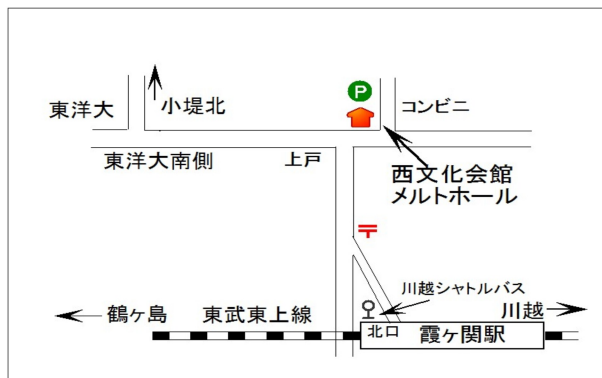 P
東洋大
小堤北
コンビニ
東洋大南側
上戸
西文化会館
メルトホール
〒
川越シャトルバス
鶴ヶ島
東武東上線
川越
北口
霞ヶ関駅